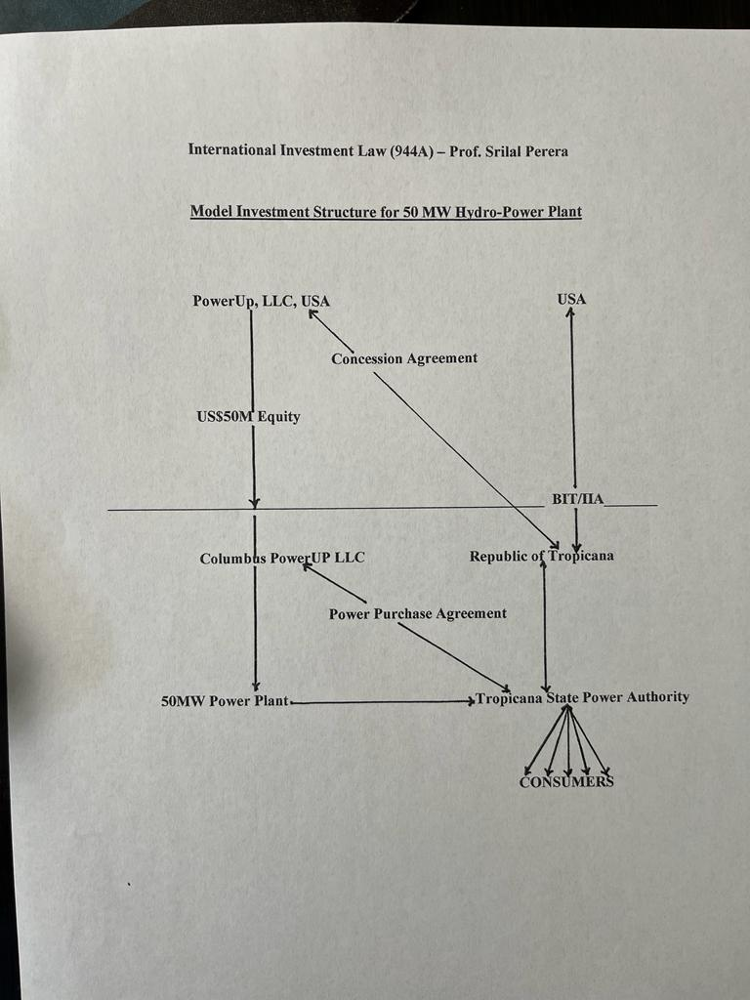 International Investment Law (944A) – Prof. Srilal Perera
Model Investment Structure for 50 MW Hydro-Power Plant
PowerUp, LLC, USA
USA
Concession Agreement
US$50M Equity
BIT/IIA
Columbus PowerUP LLC
Republic of Tropicana
Power Purchase Agreement
50MW Power Plant
Tropicana State Power Authority
CONSUMERS